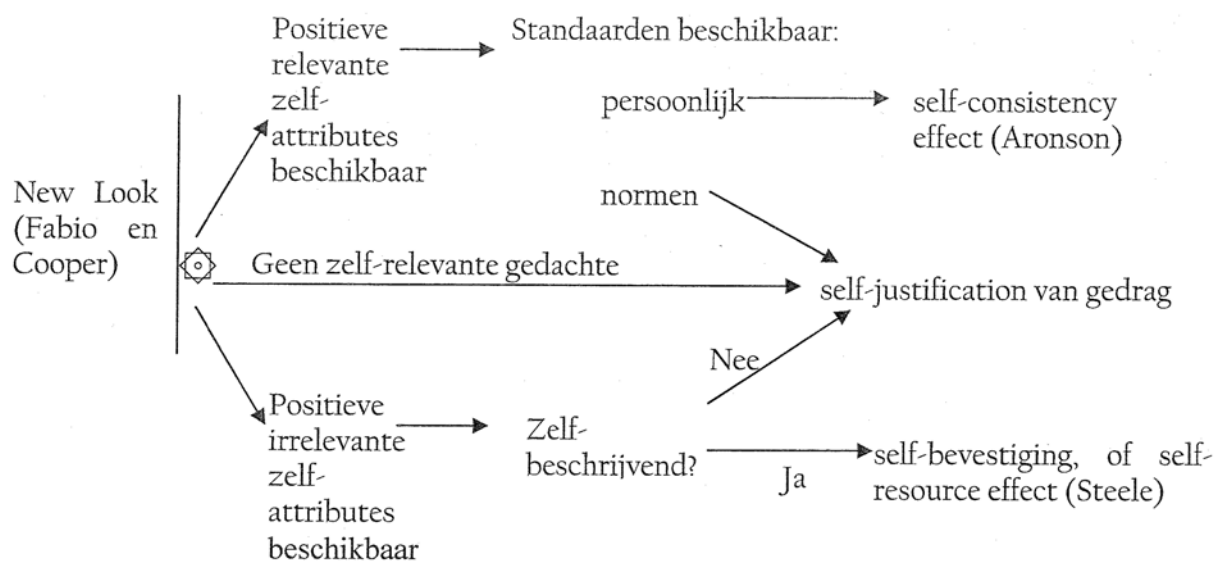 Positieve
relevante
zelf-
attributes
beschikbaar
Standaarden beschikbaar:
persoonlijk
self-consistency
effect (Aronson)
normen
New Look
(Fabio en
Cooper)
Geen zelf-relevante gedachte
self-justification van gedrag
Nee
Positieve
irrelevante
zelf-
attributes
beschikbaar
Zelf-
beschrijvend?
Ja
self-bevestiging, of self-
resource effect (Steele)